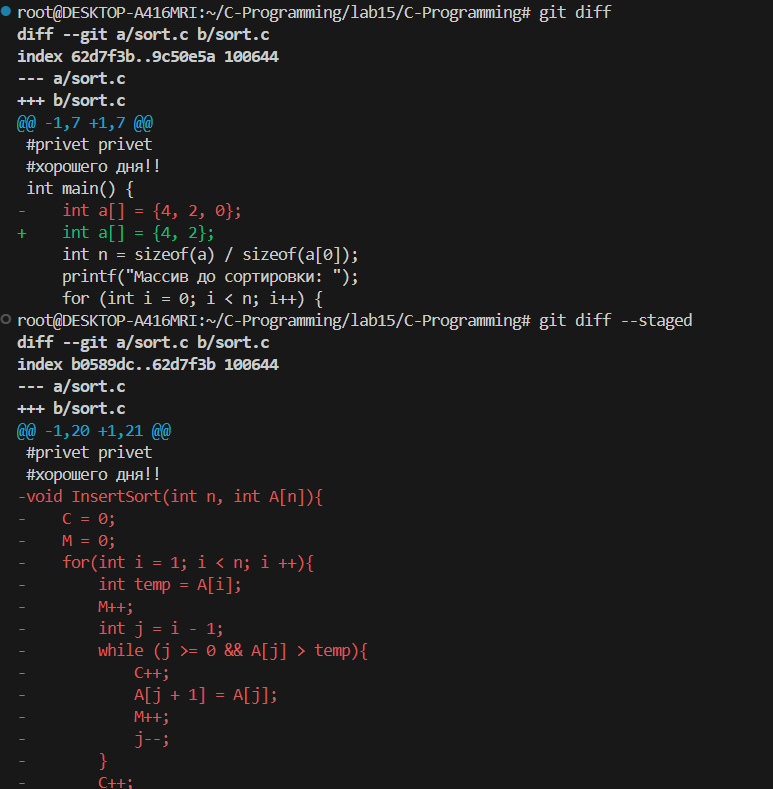 root@DESKTOP-A416MRI:~/C-Programming/lab15/C-Programming# git diff
diff --git a/sort.c b/sort.c
index 62d7f3b..9c50e5a 100644
--- a/sort.c
+++ b/sort.c
@@ -1,7 +1,7 @@
 #privet privet
 #хорошего дня!!
 int main() {
-    int a[] = {4, 2, 0};
+    int a[] = {4, 2};
     int n = sizeof(a) / sizeof(a[0]);
     printf("Массив до сортировки: ");
     for (int i = 0; i < n; i++) {
root@DESKTOP-A416MRI:~/C-Programming/lab15/C-Programming# git diff --staged
diff --git a/sort.c b/sort.c
index b0589dc..62d7f3b 100644
--- a/sort.c
+++ b/sort.c
@@ -1,20 +1,21 @@
 #privet privet
 #хорошего дня!!
-void InsertSort(int n, int A[n]){
-    C = 0;
-    M = 0;
-    for(int i = 1; i < n; i ++){
-        int temp = A[i];
-        M++;
-        int j = i - 1;
-        while (j >= 0 && A[j] > temp){
-            C++;
-            A[j + 1] = A[j];
-            M++;
-            j--;
-        }
-        C++;